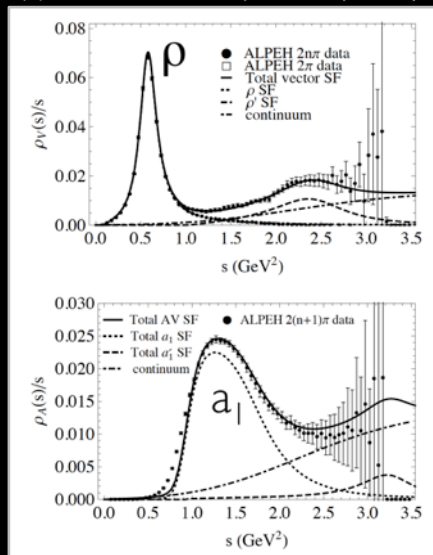 0.08
0.06
0.04
0.02
0.00
ρV(s)/s
ρ
ALPEH 2nπ data
ALPEH 2π data
Total vector SF
ρ SF
ρ' SF
continuum
0.0 0.5 1.0 1.5 2.0 2.5 3.0 3.5
s (GeV²)
0.030
0.025
0.020
0.015
0.010
0.005
0.000
ρA(s)/s
Total AV SF
Total a₁ SF
Total a₁' SF
continuum
ALPEH 2(n+1)π data
a₁
0.0 0.5 1.0 1.5 2.0 2.5 3.0 3.5
s (GeV²)